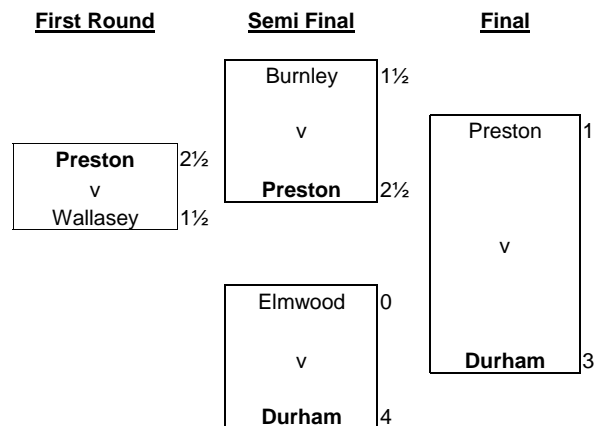 First Round
Semi Final
Final
Preston 2½
v
Wallasey 1½
Burnley 1½
v
Preston 2½
Elmwood 0
v
Durham 4
Preston 1
v
Durham 3